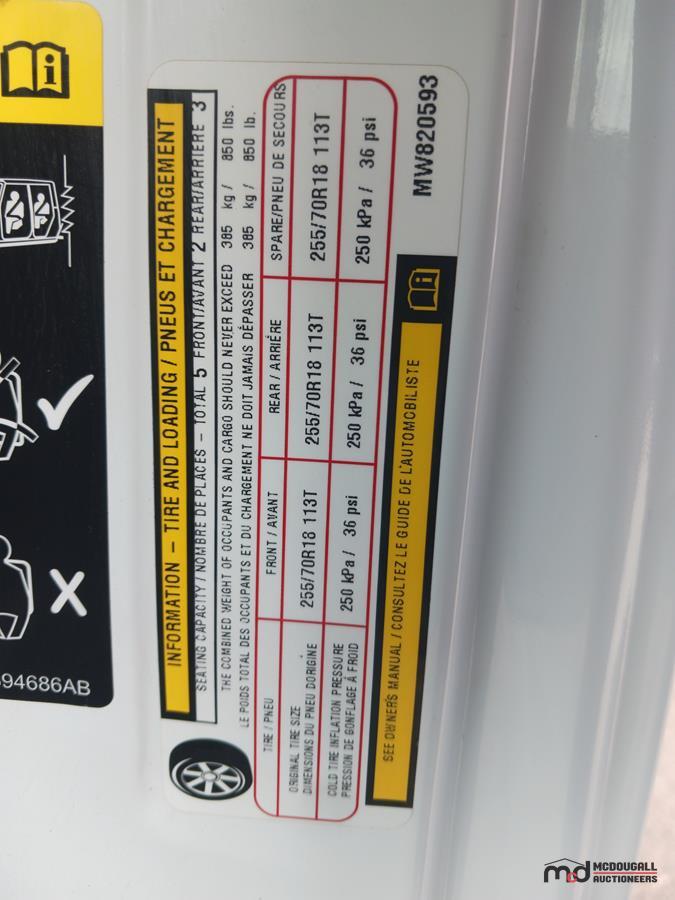 594686AB
INFORMATION – TIRE AND LOADING / PNEUS ET CHARGEMENT
SEATING CAPACITY / NOMBRE DE PLACES – TOTAL 5 FRONT/AVANT 2 REAR/ARRIÈRE 3
THE COMBINED WEIGHT OF OCCUPANTS AND CARGO SHOULD NEVER EXCEED 385 kg / 850 lbs.
LE POIDS TOTAL DES OCCUPANTS ET DU CHARGEMENT NE DOIT JAMAIS DÉPASSER 385 kg / 850 lb.
TIRE / PNEU FRONT / AVANT REAR / ARRIÈRE SPARE/PNEU DE SECOURS
ORIGINAL TIRE SIZE
DIMENSIONS DU PNEU DORIGINE
255/70R18 113T 255/70R18 113T 255/70R18 113T
COLD TIRE INFLATION PRESSURE
PRESSION DE GONFLAGE À FROID
250 kPa / 36 psi 250 kPa / 36 psi 250 kPa / 36 psi
SEE OWNER'S MANUAL / CONSULTEZ LE GUIDE DE L'AUTOMOBILISTE
MW820593
md MCDOUGALL
AUCTIONEERS